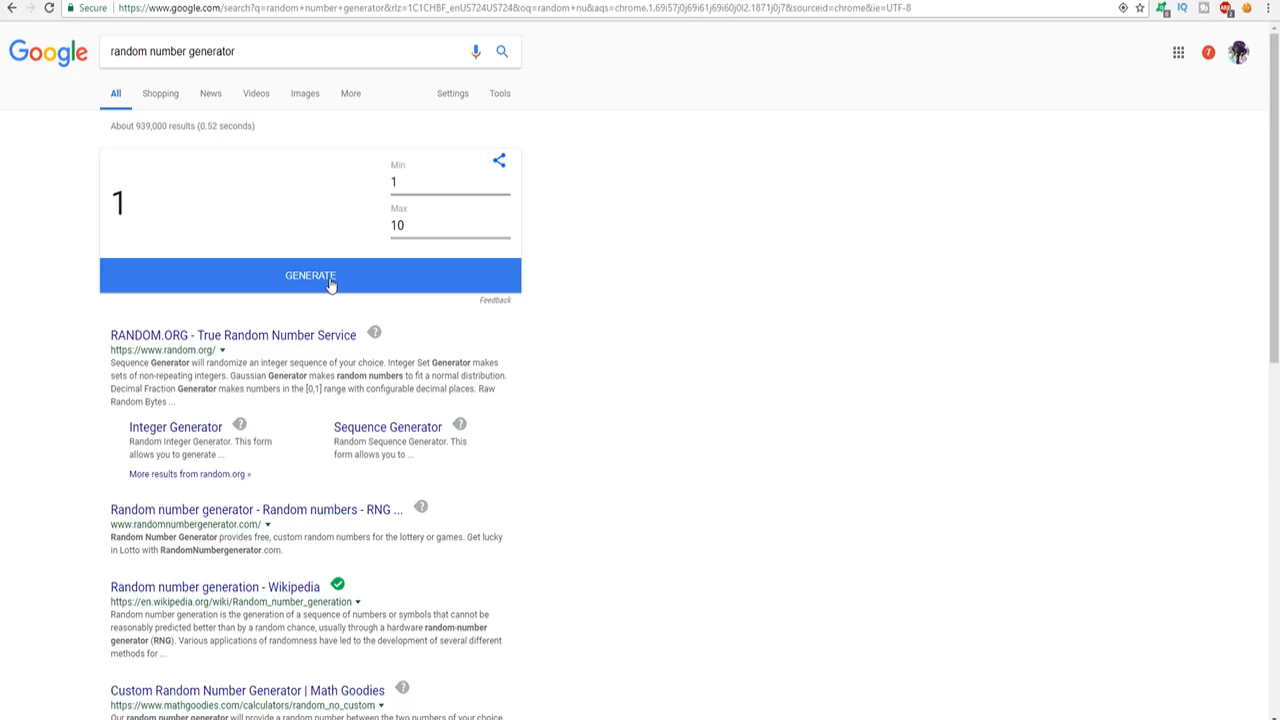 Secure https://www.google.com/search?q=random+number+generator&rlz=1C1CHBF_enUS724US724&oq=random+nu&aqs=chrome.1.69i57j0j69i61j69i60j0l2.1871j0j7&sourceid=chrome&ie=UTF-8
Google random number generator 7
All Shopping News Videos Images More Settings Tools
About 939,000 results (0.52 seconds)
Min
1
1
Max
10
GENERATE
Feedback
RANDOM.ORG - True Random Number Service
https://www.random.org/
Sequence Generator will randomize an integer sequence of your choice. Integer Set Generator makes
sets of non-repeating integers. Gaussian Generator makes random numbers to fit a normal distribution.
Decimal Fraction Generator makes numbers in the [0,1] range with configurable decimal places. Raw
Random Bytes ...
Integer Generator Sequence Generator
Random Integer Generator. This form Random Sequence Generator. This
allows you to generate ... form allows you to ...
More results from random.org »
Random number generator - Random numbers - RNG ...
www.randomnumbergenerator.com/
Random Number Generator provides free, custom random numbers for the lottery or games. Get lucky
in Lotto with RandomNumbergenerator.com.
Random number generation - Wikipedia
https://en.wikipedia.org/wiki/Random_number_generation
Random number generation is the generation of a sequence of numbers or symbols that cannot be
reasonably predicted better than by a random chance, usually through a hardware random-number
generator (RNG). Various applications of randomness have led to the development of several different
methods for ...
Custom Random Number Generator | Math Goodies
https://www.mathgoodies.com/calculators/random_no_custom
Our random number generator will provide a random number between the two numbers of your choice.